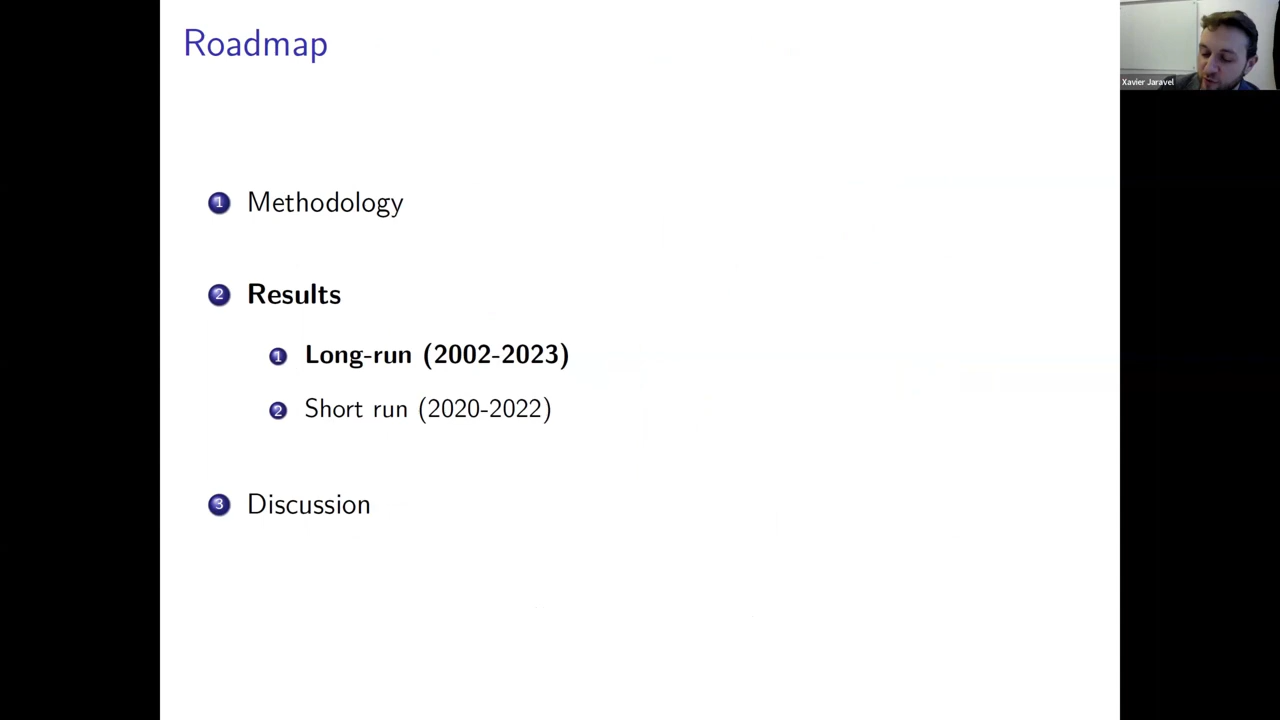 Roadmap
Xavier Jaravel
1 Methodology
2 Results
1 Long-run (2002-2023)
2 Short run (2020-2022)
3 Discussion